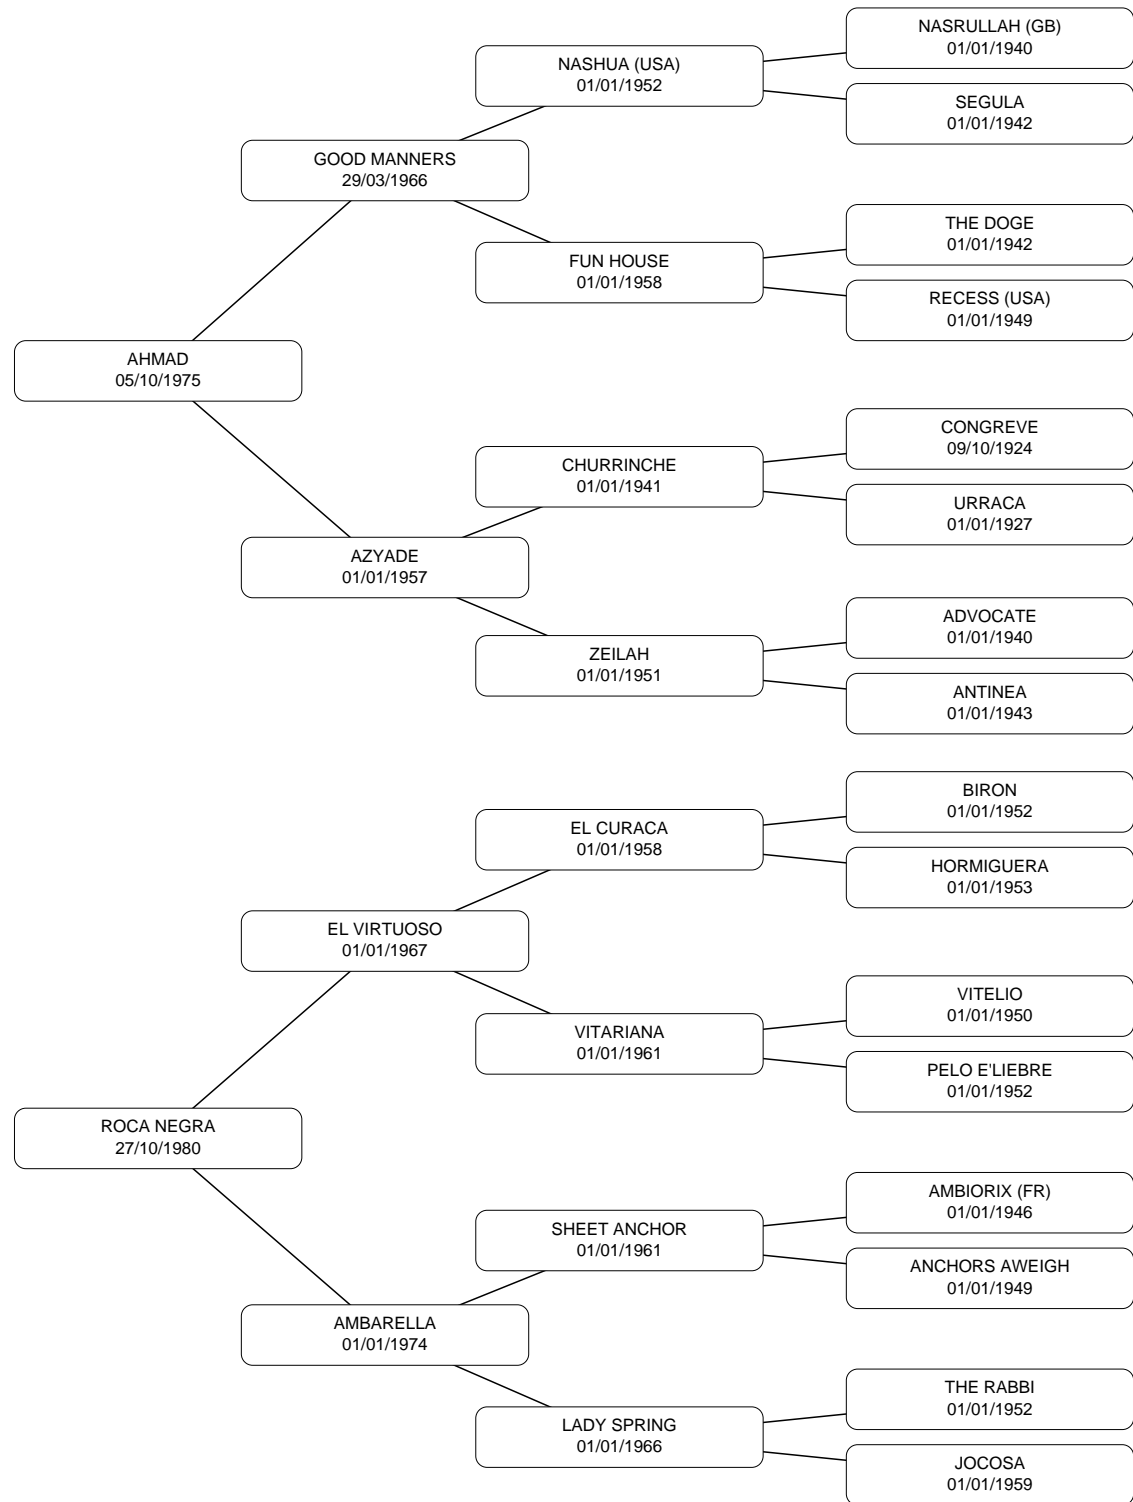 NASRULLAH (GB)
01/01/1940
NASHUA (USA)
01/01/1952
SEGULA
01/01/1942
GOOD MANNERS
29/03/1966
THE DOGE
01/01/1942
FUN HOUSE
01/01/1958
RECESS (USA)
01/01/1949
AHMAD
05/10/1975
CONGREVE
09/10/1924
CHURRINCHE
01/01/1941
URRACA
01/01/1927
AZYADE
01/01/1957
ADVOCATE
01/01/1940
ZEILAH
01/01/1951
ANTINEA
01/01/1943
BIRON
01/01/1952
EL CURACA
01/01/1958
HORMIGUERA
01/01/1953
EL VIRTUOSO
01/01/1967
VITELIO
01/01/1950
VITARIANA
01/01/1961
PELO E'LIEBRE
01/01/1952
ROCA NEGRA
27/10/1980
AMBIORIX (FR)
01/01/1946
SHEET ANCHOR
01/01/1961
ANCHORS AWEIGH
01/01/1949
AMBARELLA
01/01/1974
THE RABBI
01/01/1952
LADY SPRING
01/01/1966
JOCOSA
01/01/1959